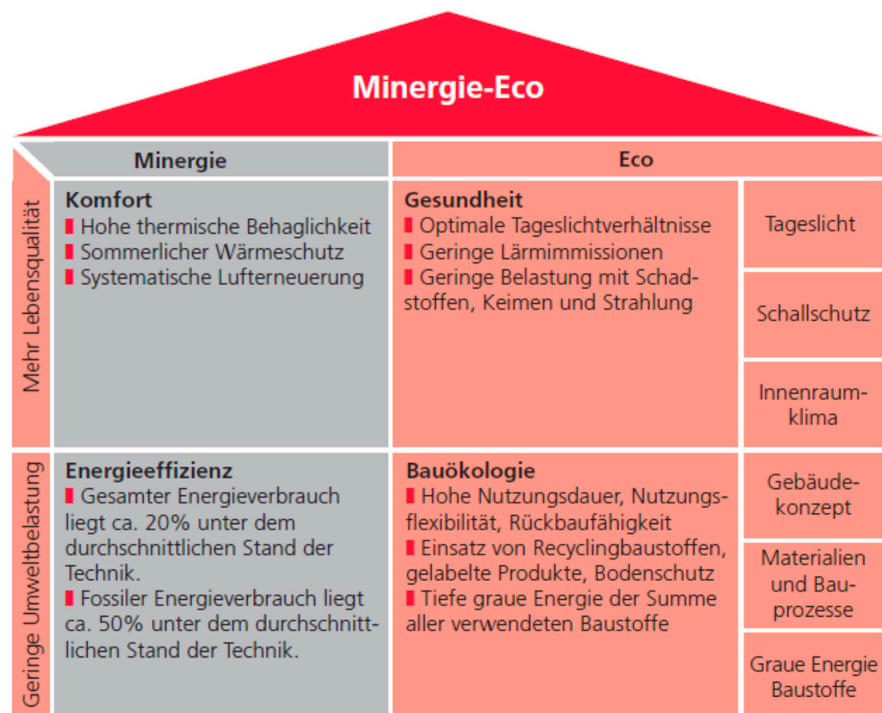 Minergie-Eco
Minergie
Eco
Mehr Lebensqualität
Komfort
❚ Hohe thermische Behaglichkeit
❚ Sommerlicher Wärmeschutz
❚ Systematische Lufterneuerung
Gesundheit
❚ Optimale Tageslichtverhältnisse
❚ Geringe Lärmimmissionen
❚ Geringe Belastung mit Schad-
stoffen, Keimen und Strahlung
Tageslicht
Schallschutz
Innenraum-
klima
Geringe Umweltbelastung
Energieeffizienz
❚ Gesamter Energieverbrauch
liegt ca. 20% unter dem
durchschnittlichen Stand der
Technik.
❚ Fossiler Energieverbrauch liegt
ca. 50% unter dem durchschnitt-
lichen Stand der Technik.
Bauökologie
❚ Hohe Nutzungsdauer, Nutzungs-
flexibilität, Rückbaufähigkeit
❚ Einsatz von Recyclingbaustoffen,
gelabelte Produkte, Bodenschutz
❚ Tiefe graue Energie der Summe
aller verwendeten Baustoffe
Gebäude-
konzept
Materialien
und Bau-
prozesse
Graue Energie
Baustoffe